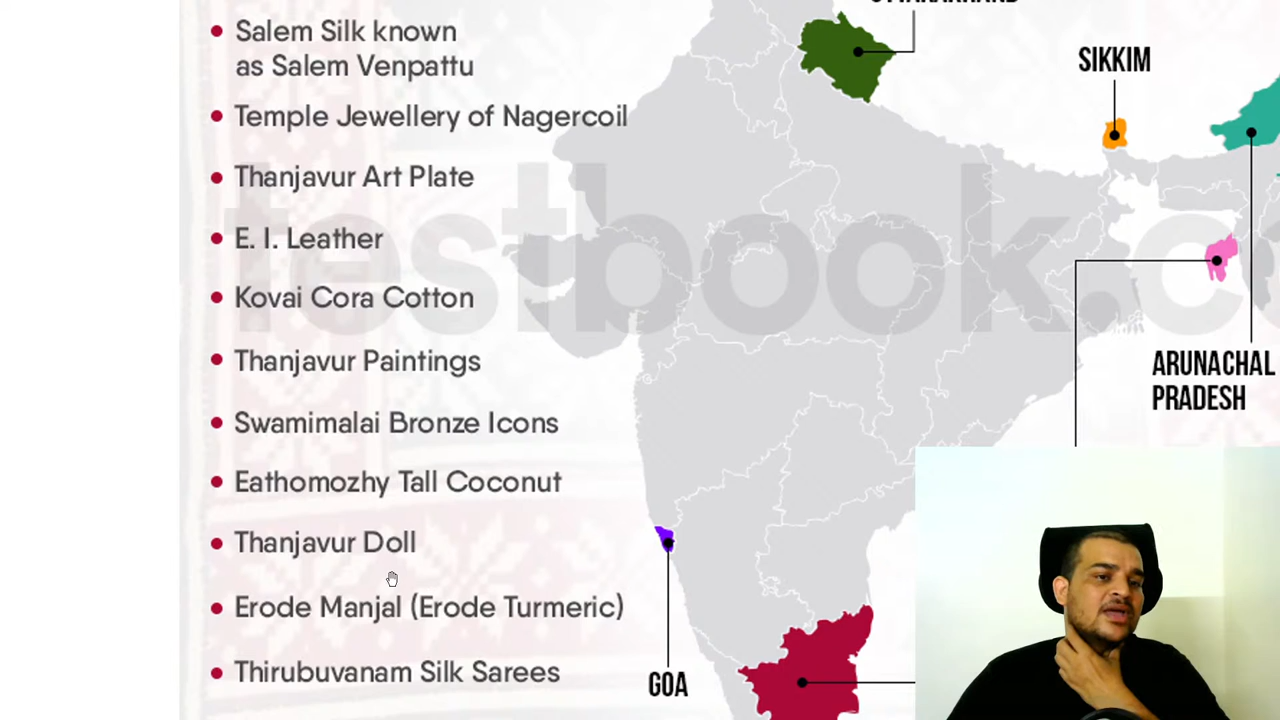 UTTARAKHAND
Salem Silk known
as Salem Venpattu
Temple Jewellery of Nagercoil
Thanjavur Art Plate
E. I. Leather
Kovai Cora Cotton
Thanjavur Paintings
Swamimalai Bronze Icons
Eathomozhy Tall Coconut
Thanjavur Doll
Erode Manjal (Erode Turmeric)
Thirubuvanam Silk Sarees
SIKKIM
ARUNACHAL
PRADESH
GOA
testbook.c